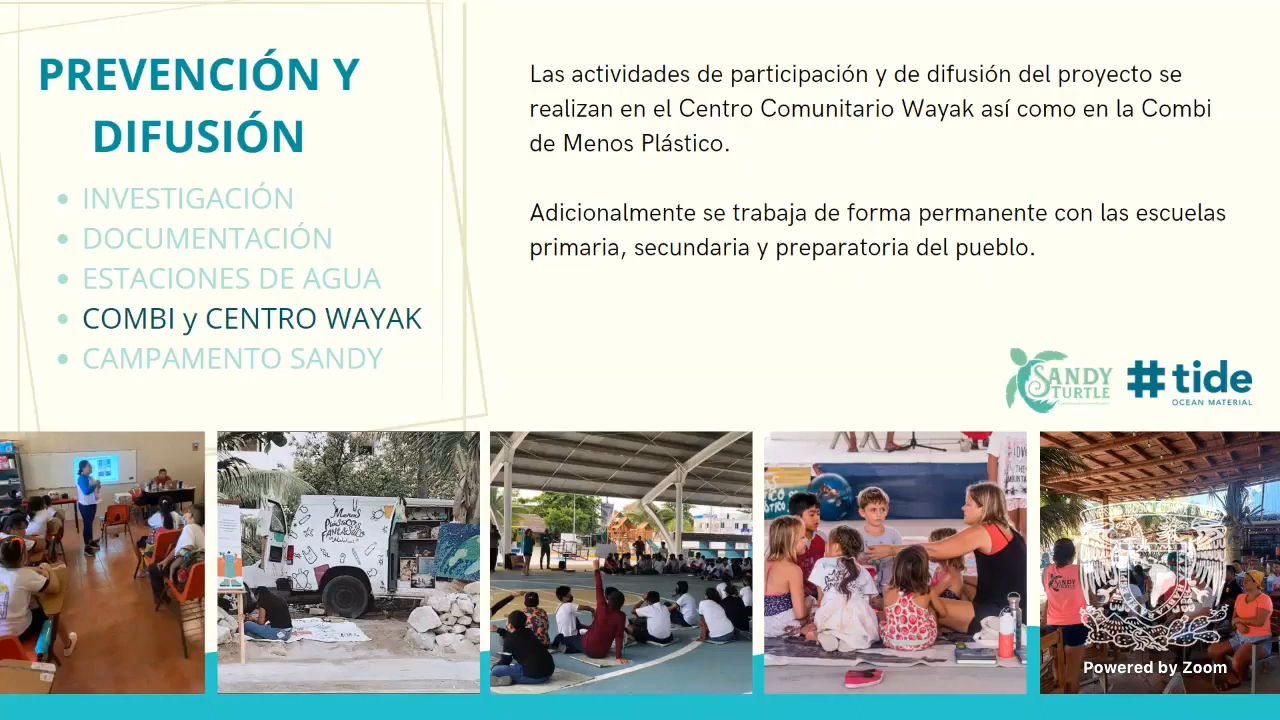 PREVENCIÓN Y
DIFUSIÓN
INVESTIGACIÓN
DOCUMENTACIÓN
ESTACIONES DE AGUA
COMBI y CENTRO WAYAK
CAMPAMENTO SANDY
Las actividades de participación y de difusión del proyecto se
realizan en el Centro Comunitario Wayak así como en la Combi
de Menos Plástico.
Adicionalmente se trabaja de forma permanente con las escuelas
primaria, secundaria y preparatoria del pueblo.
SANDY
TURTLE
#tide
OCEAN MATERIAL
Menos
SANDY
Powered by Zoom